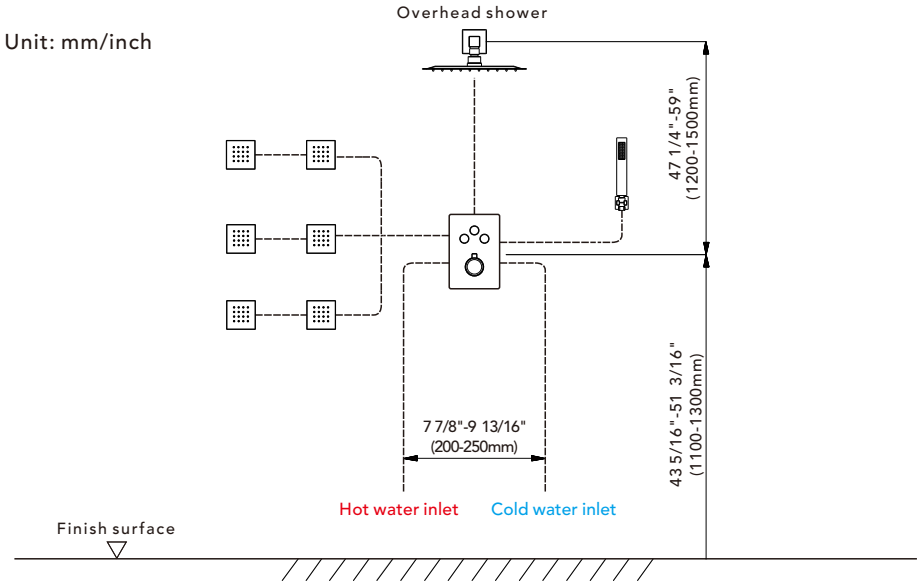 Overhead shower
Unit: mm/inch
47 1/4"-59"
(1200-1500mm)
43 5/16"-51 3/16"
(1100-1300mm)
7 7/8"-9 13/16"
(200-250mm)
Hot water inlet
Cold water inlet
Finish surface